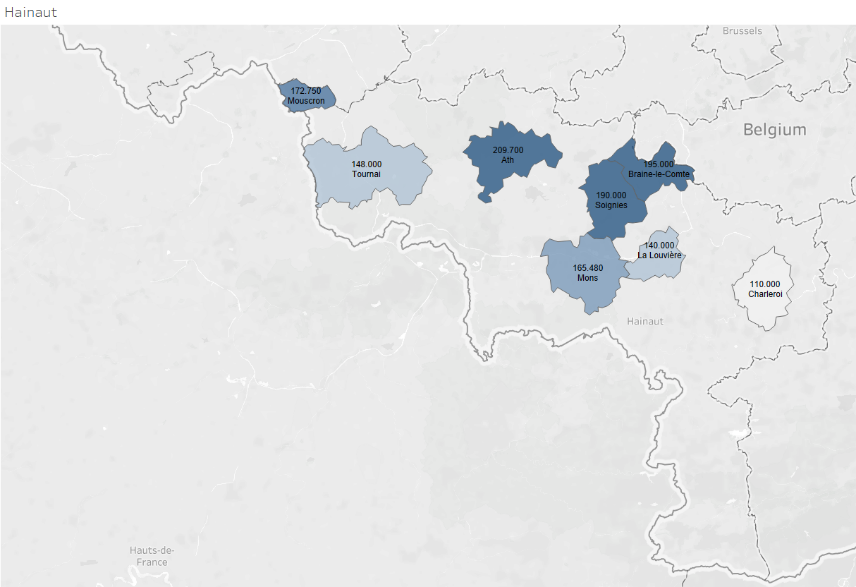 Hainaut
Brussels
172.750
Mouscron
Belgium
209.700
Ath
148.000
Tournai
195.000
Braine-le-Comte
190.000
Soignies
140.000
La Louvière
165.480
Mons
110.000
Charleroi
Hainaut
Hauts-de-
France